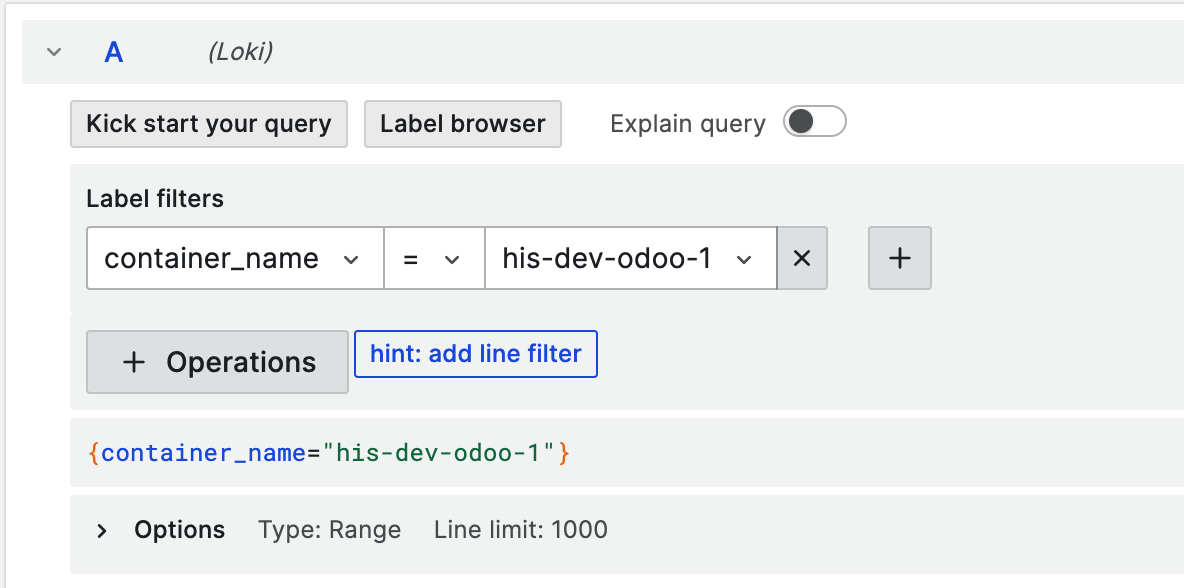 A (Loki)
Kick start your query Label browser Explain query
Label filters
container_name = his-dev-odoo-1
+ Operations hint: add line filter
{container_name="his-dev-odoo-1"}
Options Type: Range Line limit: 1000